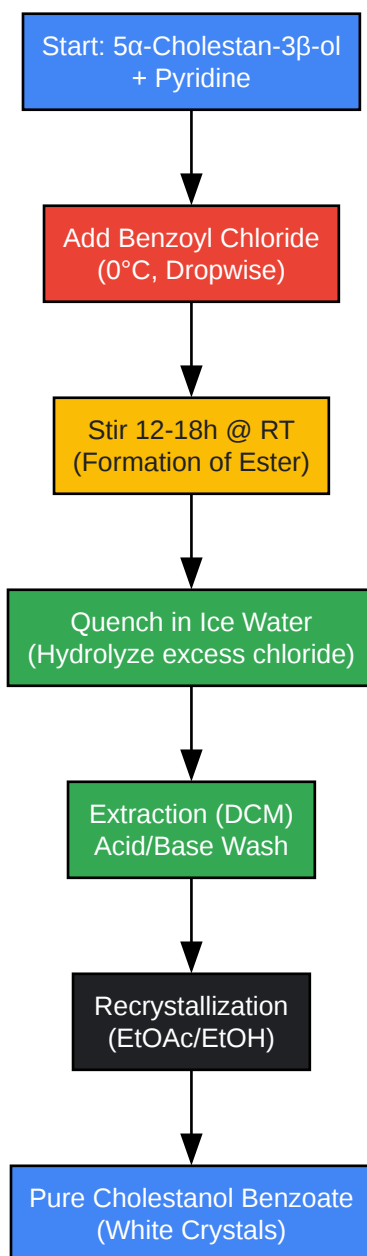 Start: 5α-Cholestan-3β-ol
+ Pyridine
Add Benzoyl Chloride
(0°C, Dropwise)
Stir 12-18h @ RT
(Formation of Ester)
Quench in Ice Water
(Hydrolyze excess chloride)
Extraction (DCM)
Acid/Base Wash
Recrystallization
(EtOAc/EtOH)
Pure Cholestanol Benzoate
(White Crystals)